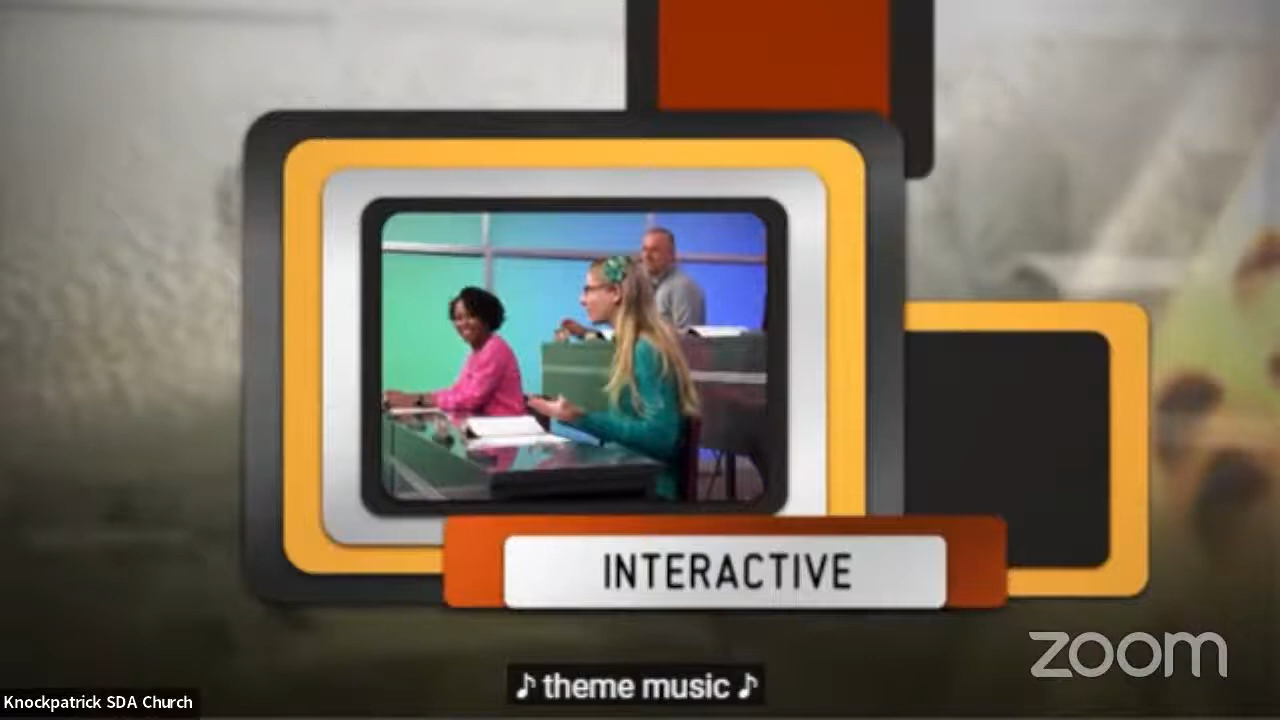 INTERACTIVE
zoom
♪ theme music ♪
Knockpatrick SDA Church